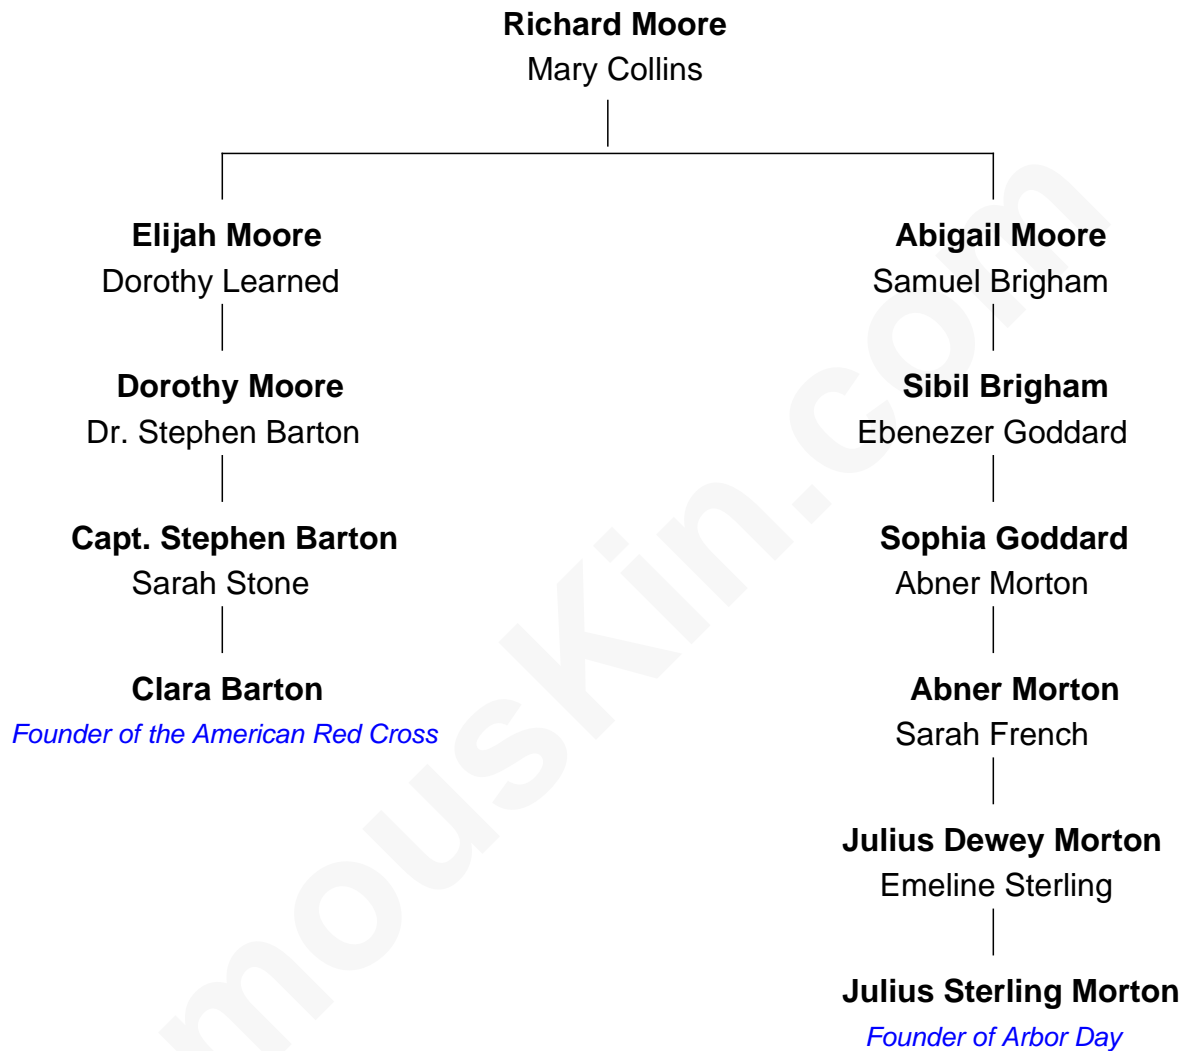 Richard Moore
Mary Collins
Elijah Moore
Dorothy Learned
Dorothy Moore
Dr. Stephen Barton
Capt. Stephen Barton
Sarah Stone
Clara Barton
Founder of the American Red Cross
Abigail Moore
Samuel Brigham
Sibil Brigham
Ebenezer Goddard
Sophia Goddard
Abner Morton
Abner Morton
Sarah French
Julius Dewey Morton
Emeline Sterling
Julius Sterling Morton
Founder of Arbor Day
mouskin.com